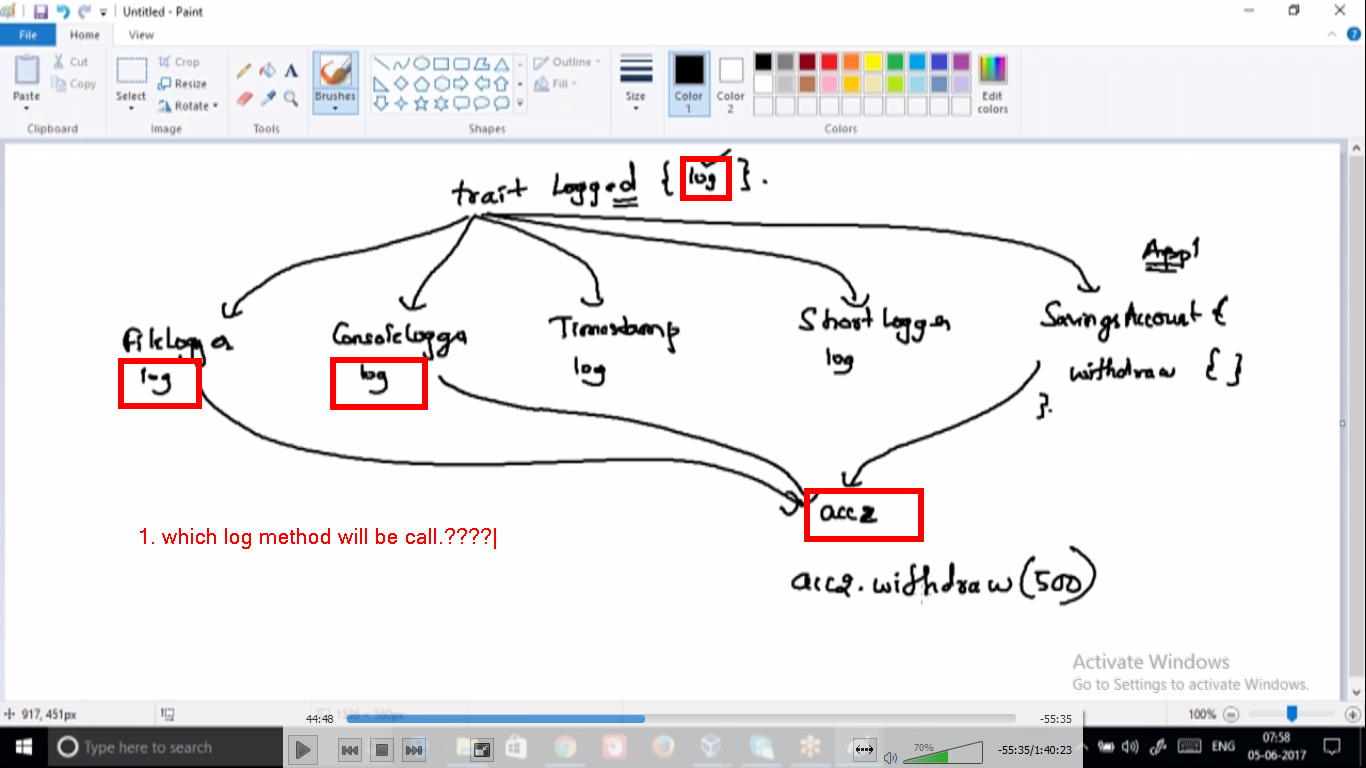 Untitled - Paint
File Home View
Cut
Copy
Paste
Clipboard
Crop
Resize
Rotate
Select
Image
Tools
Brushes
Outline
Fill
Shapes
Size
Color 1
Color 2
Edit colors
Colors
trait Logged { log } .
App1
FileLogger
log
ConsoleLogger
log
Timestamp
log
ShortLogger
log
SavingsAccount {
withdraw { }
}.
acc2
1. which log method will be call.????|
acc2.withdraw(500)
Activate Windows
Go to Settings to activate Windows.
917, 451px
1336 × 560px
100%
44:48
-55:35
Type here to search
70%
-55:35/1:40:23
ENG
07:58
05-06-2017